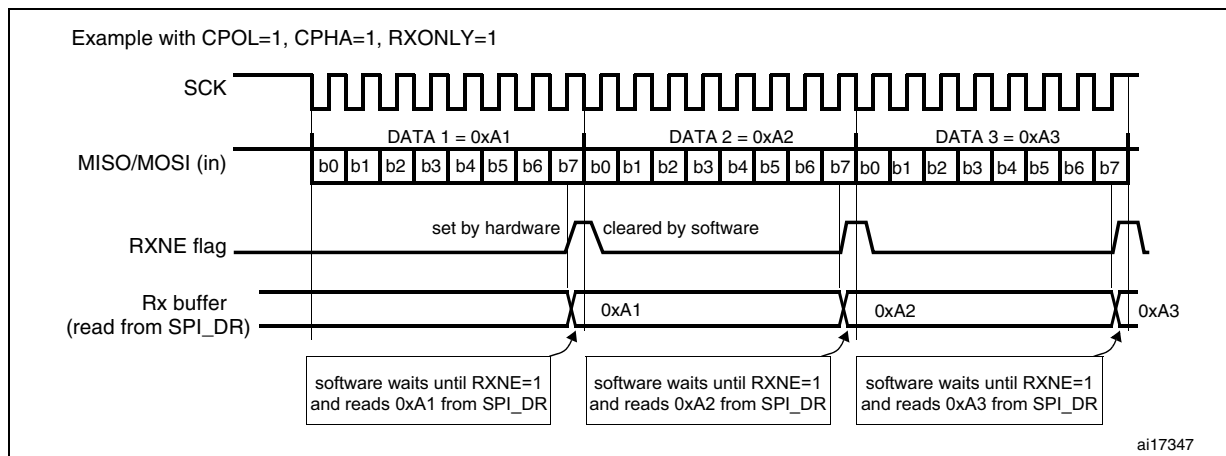 Example with CPOL=1, CPHA=1, RXONLY=1
SCK
DATA 1 = 0xA1 DATA 2 = 0xA2 DATA 3 = 0xA3
MISO/MOSI (in)
b0 b1 b2 b3 b4 b5 b6 b7 b0 b1 b2 b3 b4 b5 b6 b7 b0 b1 b2 b3 b4 b5 b6 b7
set by hardware cleared by software
RXNE flag
Rx buffer
(read from SPI_DR)
0xA1 0xA2 0xA3
software waits until RXNE=1
and reads 0xA1 from SPI_DR
software waits until RXNE=1
and reads 0xA2 from SPI_DR
software waits until RXNE=1
and reads 0xA3 from SPI_DR
ai17347